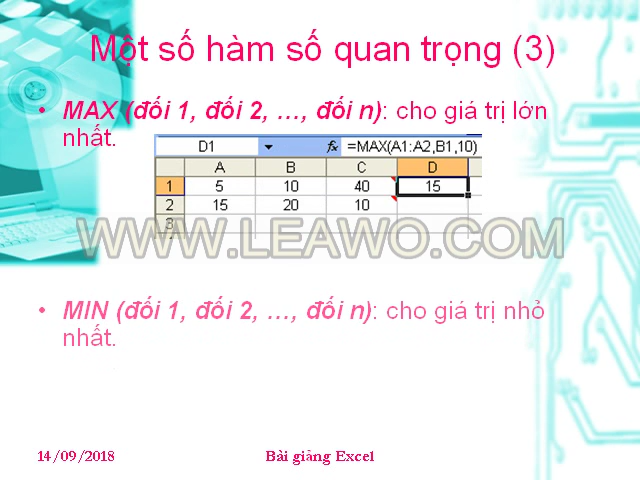 Một số hàm số quan trọng (3)
• MAX (đối 1, đối 2, …, đối n): cho giá trị lớn
nhất.
D1 fx =MAX(A1:A2,B1,10)
A B C D
1 5 10 40 15
2 15 20 10
3
WWW.LEAWO.COM
• MIN (đối 1, đối 2, …, đối n): cho giá trị nhỏ
nhất.
14/09/2018 Bài giảng Excel